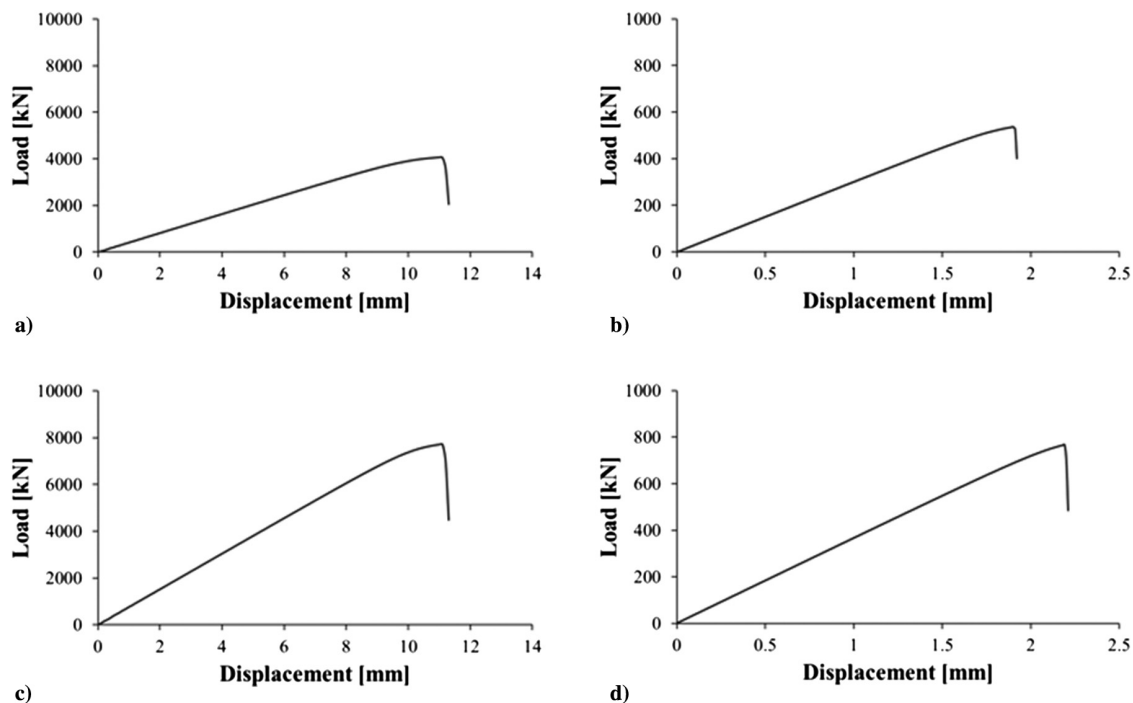 10000
8000
6000
4000
2000
0
Load [kN]
0 2 4 6 8 10 12 14
Displacement [mm]
a)
1000
800
600
400
200
0
Load [kN]
0 0.5 1 1.5 2 2.5
Displacement [mm]
b)
10000
8000
6000
4000
2000
0
Load [kN]
0 2 4 6 8 10 12 14
Displacement [mm]
c)
1000
800
600
400
200
0
Load [kN]
0 0.5 1 1.5 2 2.5
Displacement [mm]
d)